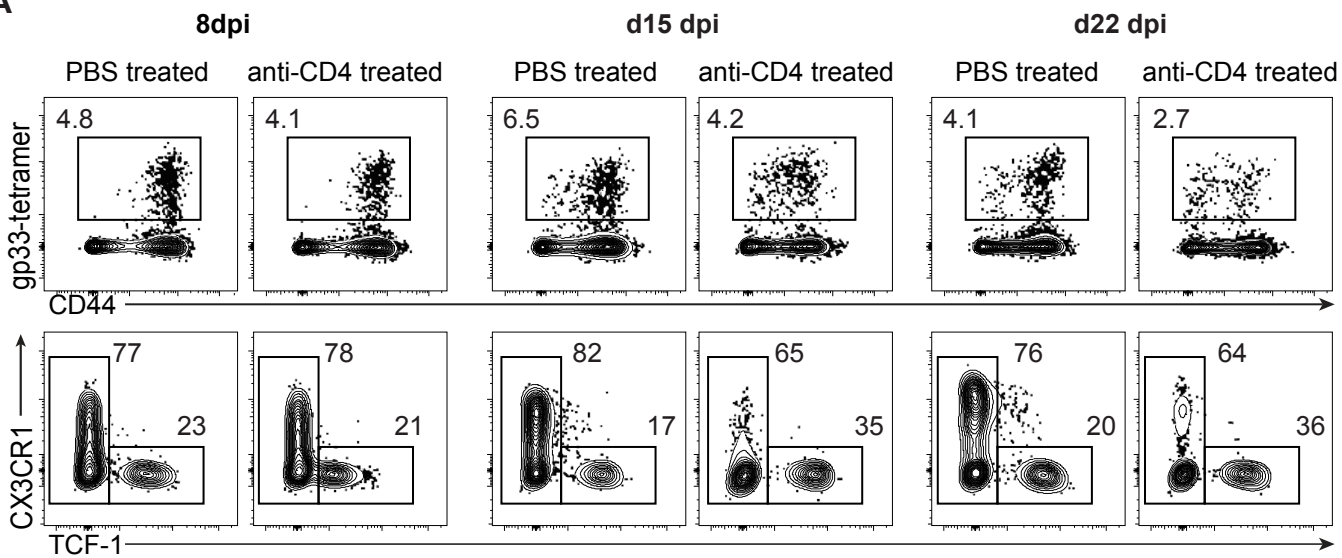 A
8dpi d15 dpi d22 dpi
PBS treated anti-CD4 treated PBS treated anti-CD4 treated PBS treated anti-CD4 treated
4.8 4.1 6.5 4.2 4.1 2.7
gp33-tetramer
CD44
77 78 82 65 76 64
23 21 17 35 20 36
CX3CR1
TCF-1